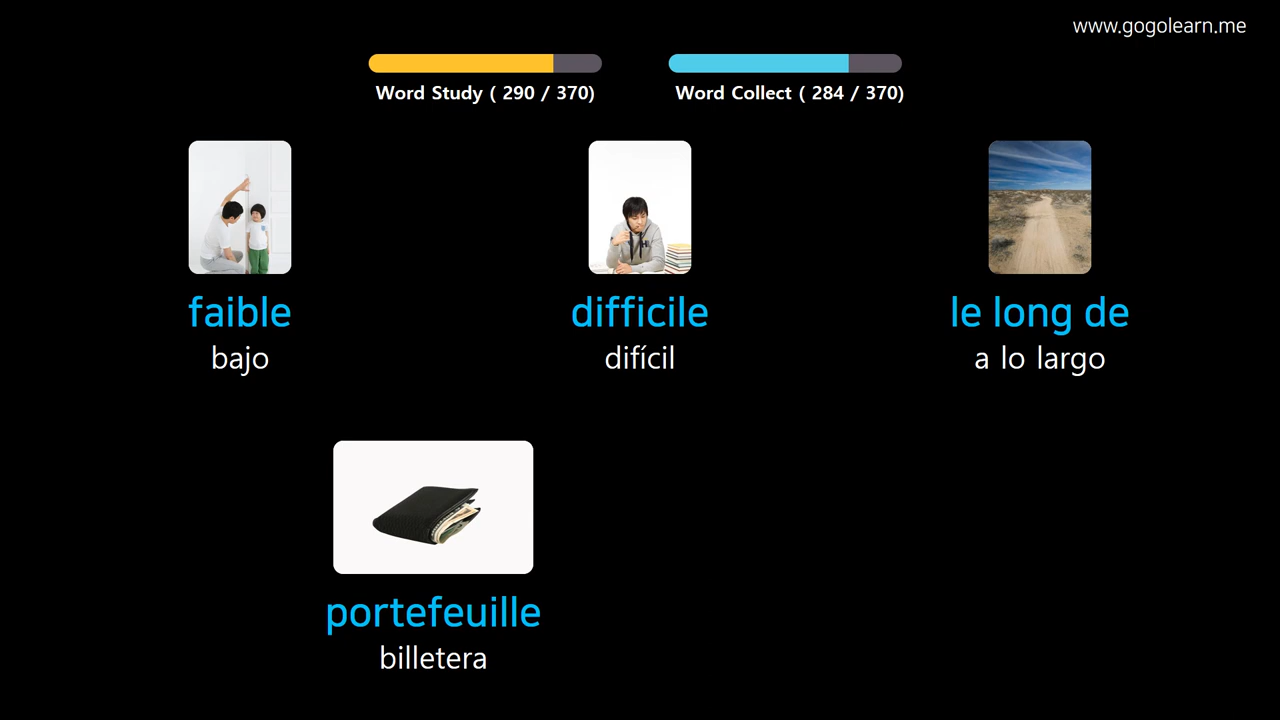 www.gogolearn.me
Word Study ( 290 / 370)
Word Collect ( 284 / 370)
faible
bajo
difficile
difícil
le long de
a lo largo
portefeuille
billetera